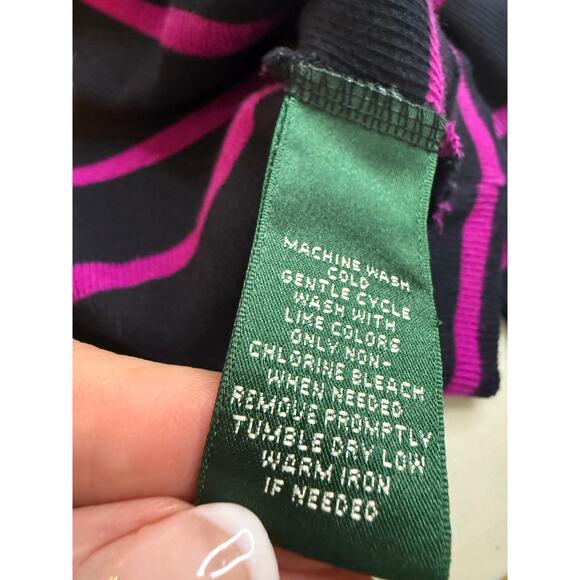 MACHINE WASH
COLD
GENTLE CYCLE
WASH WITH
LIKE COLORS
ONLY NON-
CHLORINE BLEACH
WHEN NEEDED
REMOVE PROMPTLY
TUMBLE DRY LOW
WARM IRON
IF NEEDED